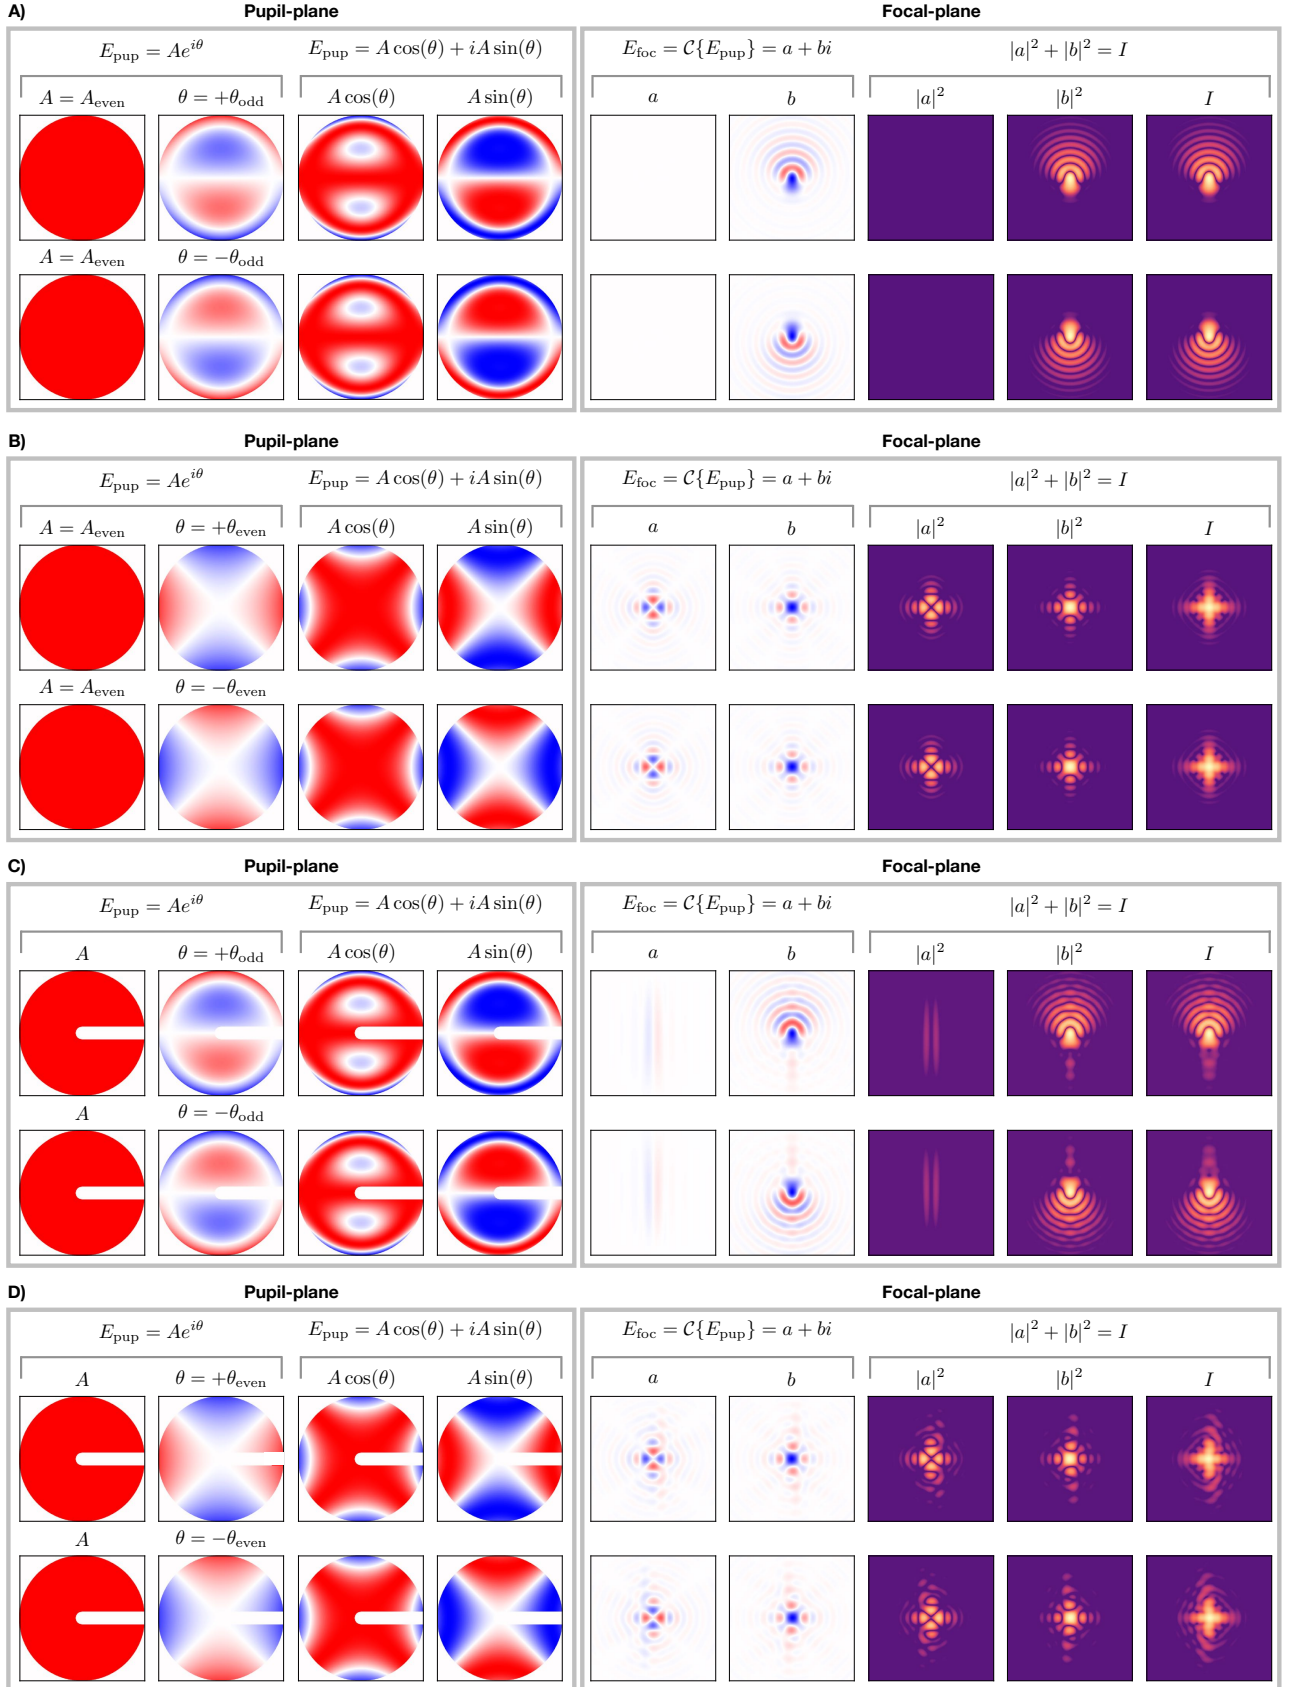 A) Pupil-plane Focal-plane
E_pup = Ae^{iθ} E_pup = A cos(θ) + iA sin(θ) E_foc = C{E_pup} = a + bi |a|² + |b|² = I
A = A_even θ = +θ_odd A cos(θ) A sin(θ) a b |a|² |b|² I
A = A_even θ = −θ_odd
B) Pupil-plane Focal-plane
E_pup = Ae^{iθ} E_pup = A cos(θ) + iA sin(θ) E_foc = C{E_pup} = a + bi |a|² + |b|² = I
A = A_even θ = +θ_even A cos(θ) A sin(θ) a b |a|² |b|² I
A = A_even θ = −θ_even
C) Pupil-plane Focal-plane
E_pup = Ae^{iθ} E_pup = A cos(θ) + iA sin(θ) E_foc = C{E_pup} = a + bi |a|² + |b|² = I
A θ = +θ_odd A cos(θ) A sin(θ) a b |a|² |b|² I
A θ = −θ_odd
D) Pupil-plane Focal-plane
E_pup = Ae^{iθ} E_pup = A cos(θ) + iA sin(θ) E_foc = C{E_pup} = a + bi |a|² + |b|² = I
A θ = +θ_even A cos(θ) A sin(θ) a b |a|² |b|² I
A θ = −θ_even